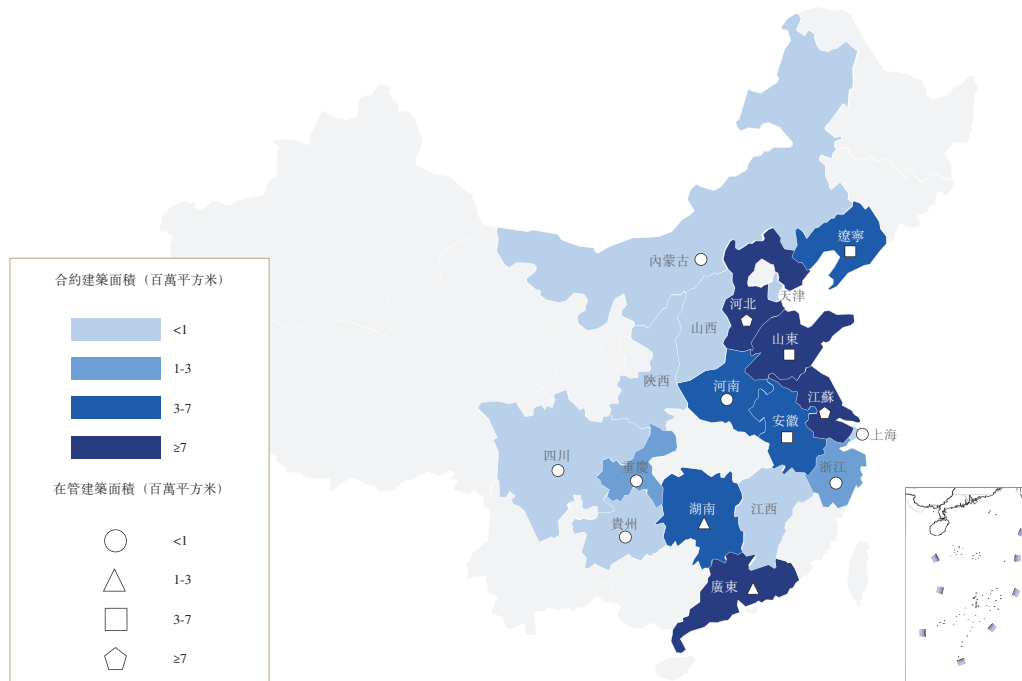 合約建築面積（百萬平方米）
<1
1-3
3-7
≥7
在管建築面積（百萬平方米）
<1
1-3
3-7
≥7
遼寧
內蒙古
天津
河北
山西
山東
陝西
河南
江蘇
安徽
上海
四川
重慶
浙江
湖南
江西
貴州
廣東